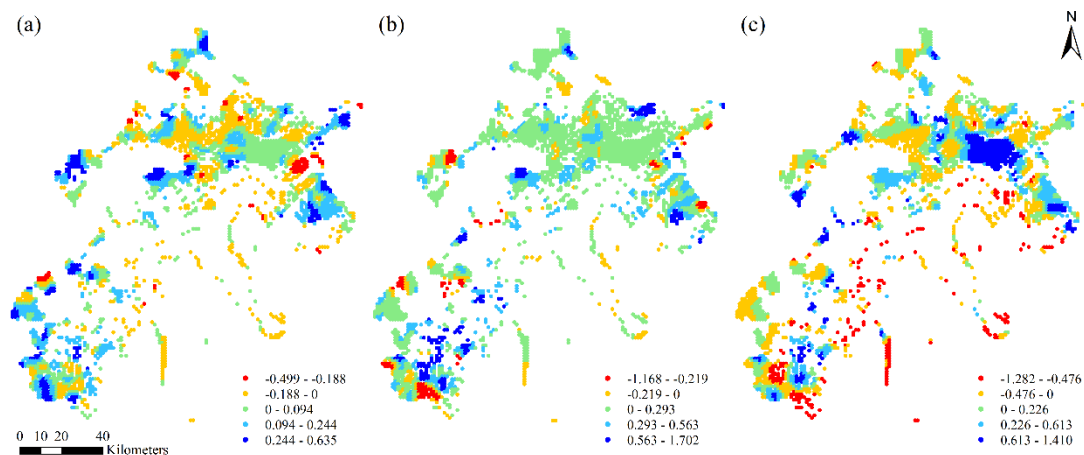 (a)
(b)
(c)
N
-0.499 - -0.188
-0.188 - 0
0 - 0.094
0.094 - 0.244
0.244 - 0.635
-1.168 - -0.219
-0.219 - 0
0 - 0.293
0.293 - 0.563
0.563 - 1.702
-1.282 - -0.476
-0.476 - 0
0 - 0.226
0.226 - 0.613
0.613 - 1.410
0 10 20 40
Kilometers